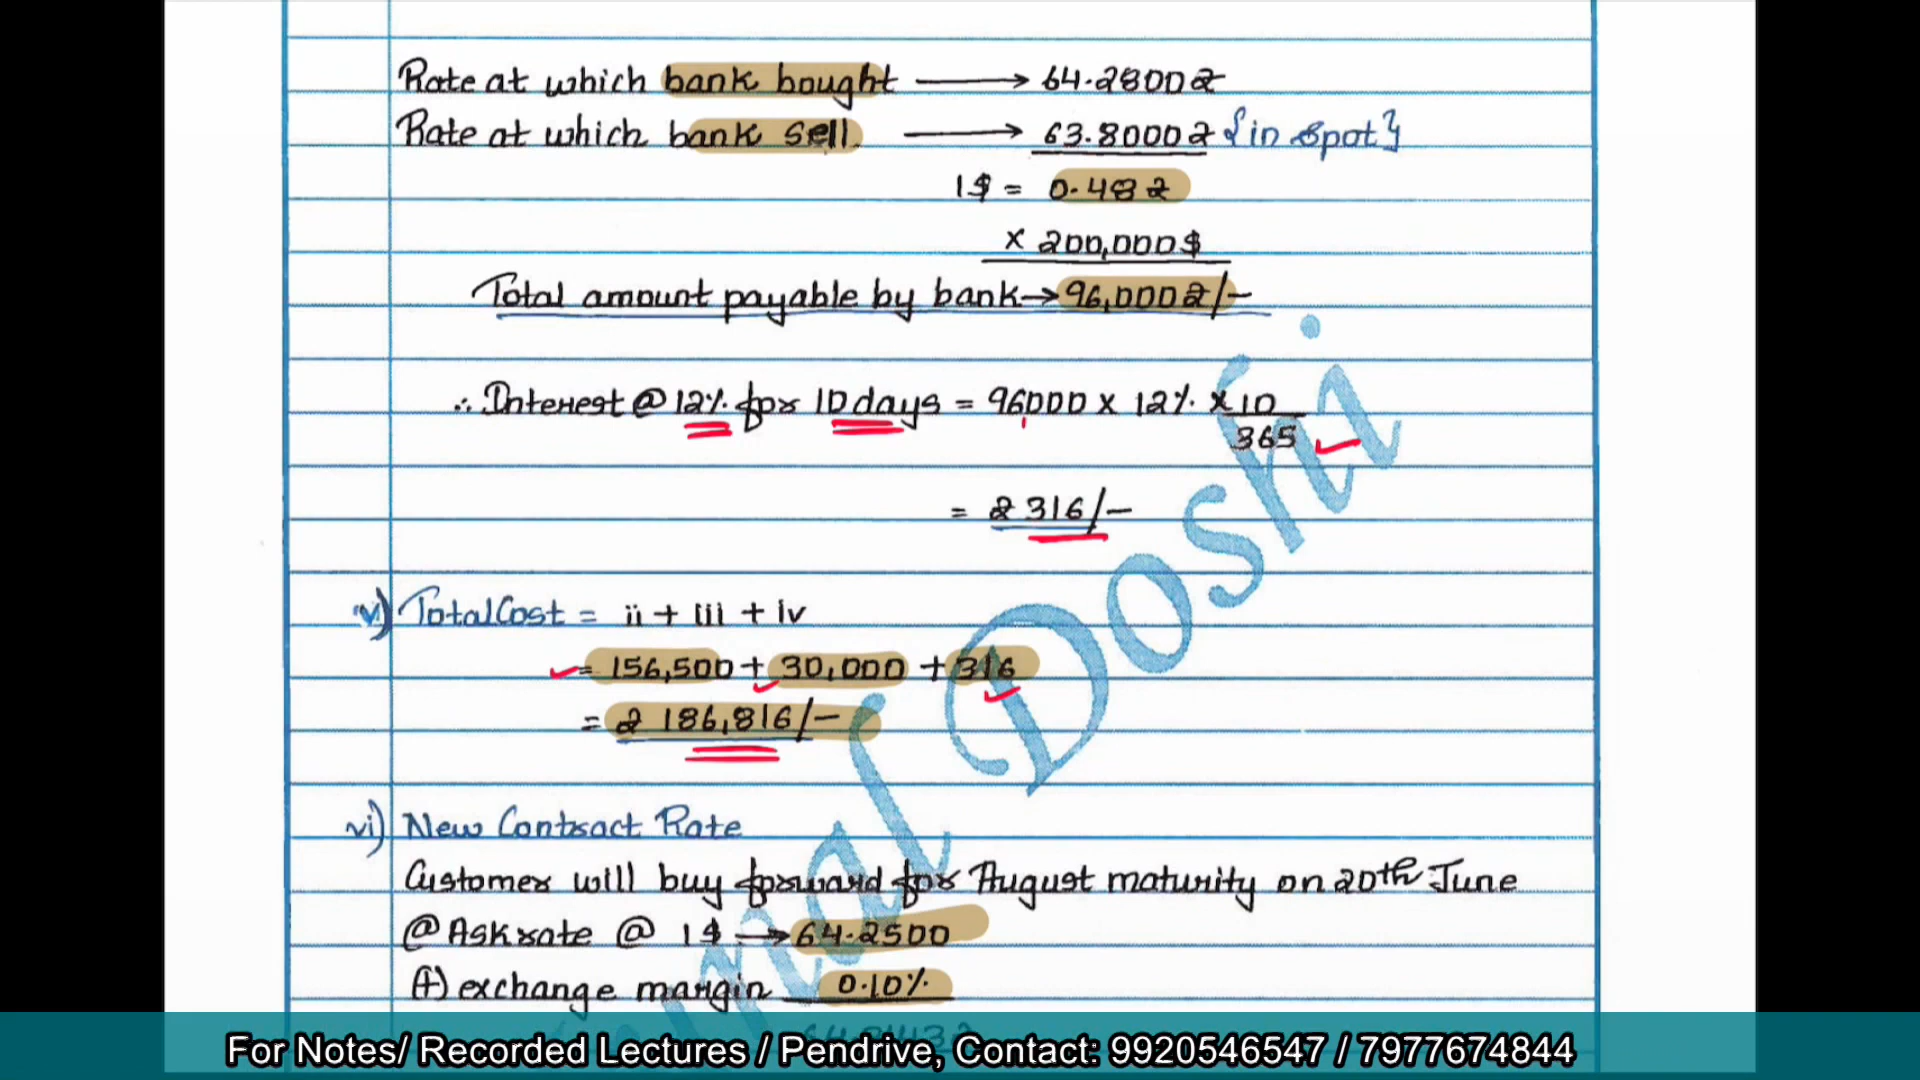 Rate at which bank bought → 64.2800₹
Rate at which bank sell → 63.8000₹ {in spot}
1$ = 0.48₹
x 200,000$
Total amount payable by bank → 96,000₹/-
∴ Interest @ 12% for 10 days = 96000 x 12% x 10
365
= ₹ 316/-
v) Total Cost = ii + iii + iv
= 156,500 + 30,000 + 316
= ₹ 186,816/-
vi) New Contract Rate
Customer will buy forward for August maturity on 20th June
@ Ask rate @ 1$ → 64.2500
(+) exchange margin 0.10%
Doshi
For Notes/ Recorded Lectures / Pendrive, Contact: 9920546547 / 7977674844